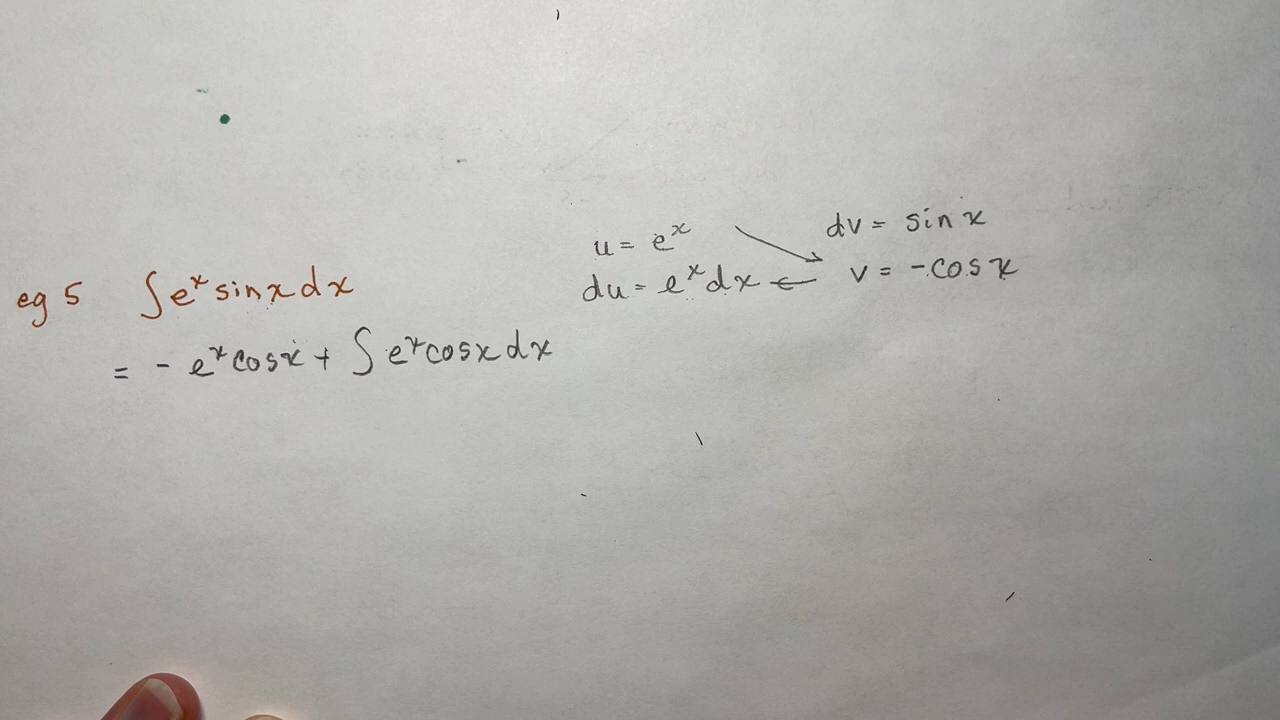 u = e^x dv = sin x
du = e^x dx v = -cos x
eg 5 ∫e^x sin x dx
= - e^x cos x + ∫ e^x cos x dx